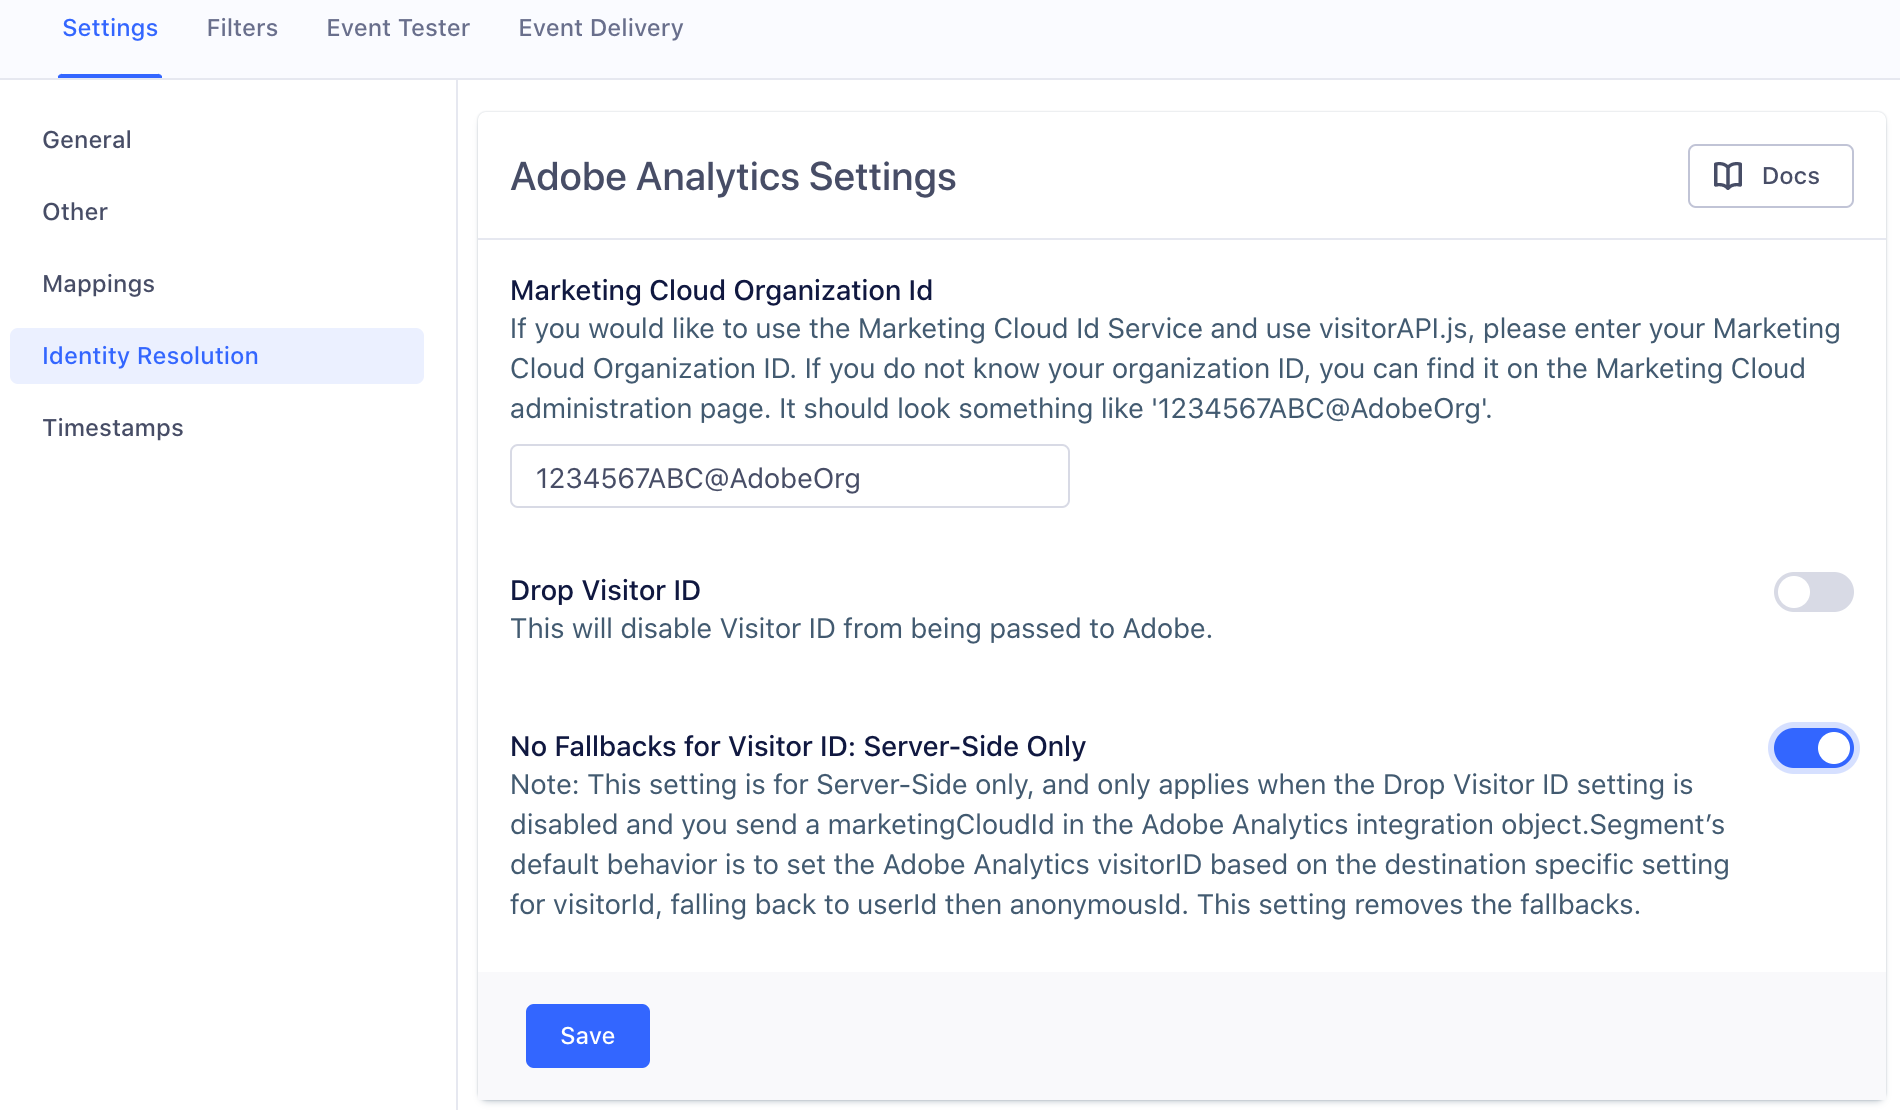 Settings Filters Event Tester Event Delivery
General
Other
Mappings
Identity Resolution
Timestamps
Adobe Analytics Settings
Docs
Marketing Cloud Organization Id
If you would like to use the Marketing Cloud Id Service and use visitorAPI.js, please enter your Marketing
Cloud Organization ID. If you do not know your organization ID, you can find it on the Marketing Cloud
administration page. It should look something like '1234567ABC@AdobeOrg'.
1234567ABC@AdobeOrg
Drop Visitor ID
This will disable Visitor ID from being passed to Adobe.
No Fallbacks for Visitor ID: Server-Side Only
Note: This setting is for Server-Side only, and only applies when the Drop Visitor ID setting is
disabled and you send a marketingCloudId in the Adobe Analytics integration object.Segment’s
default behavior is to set the Adobe Analytics visitorID based on the destination specific setting
for visitorId, falling back to userId then anonymousId. This setting removes the fallbacks.
Save